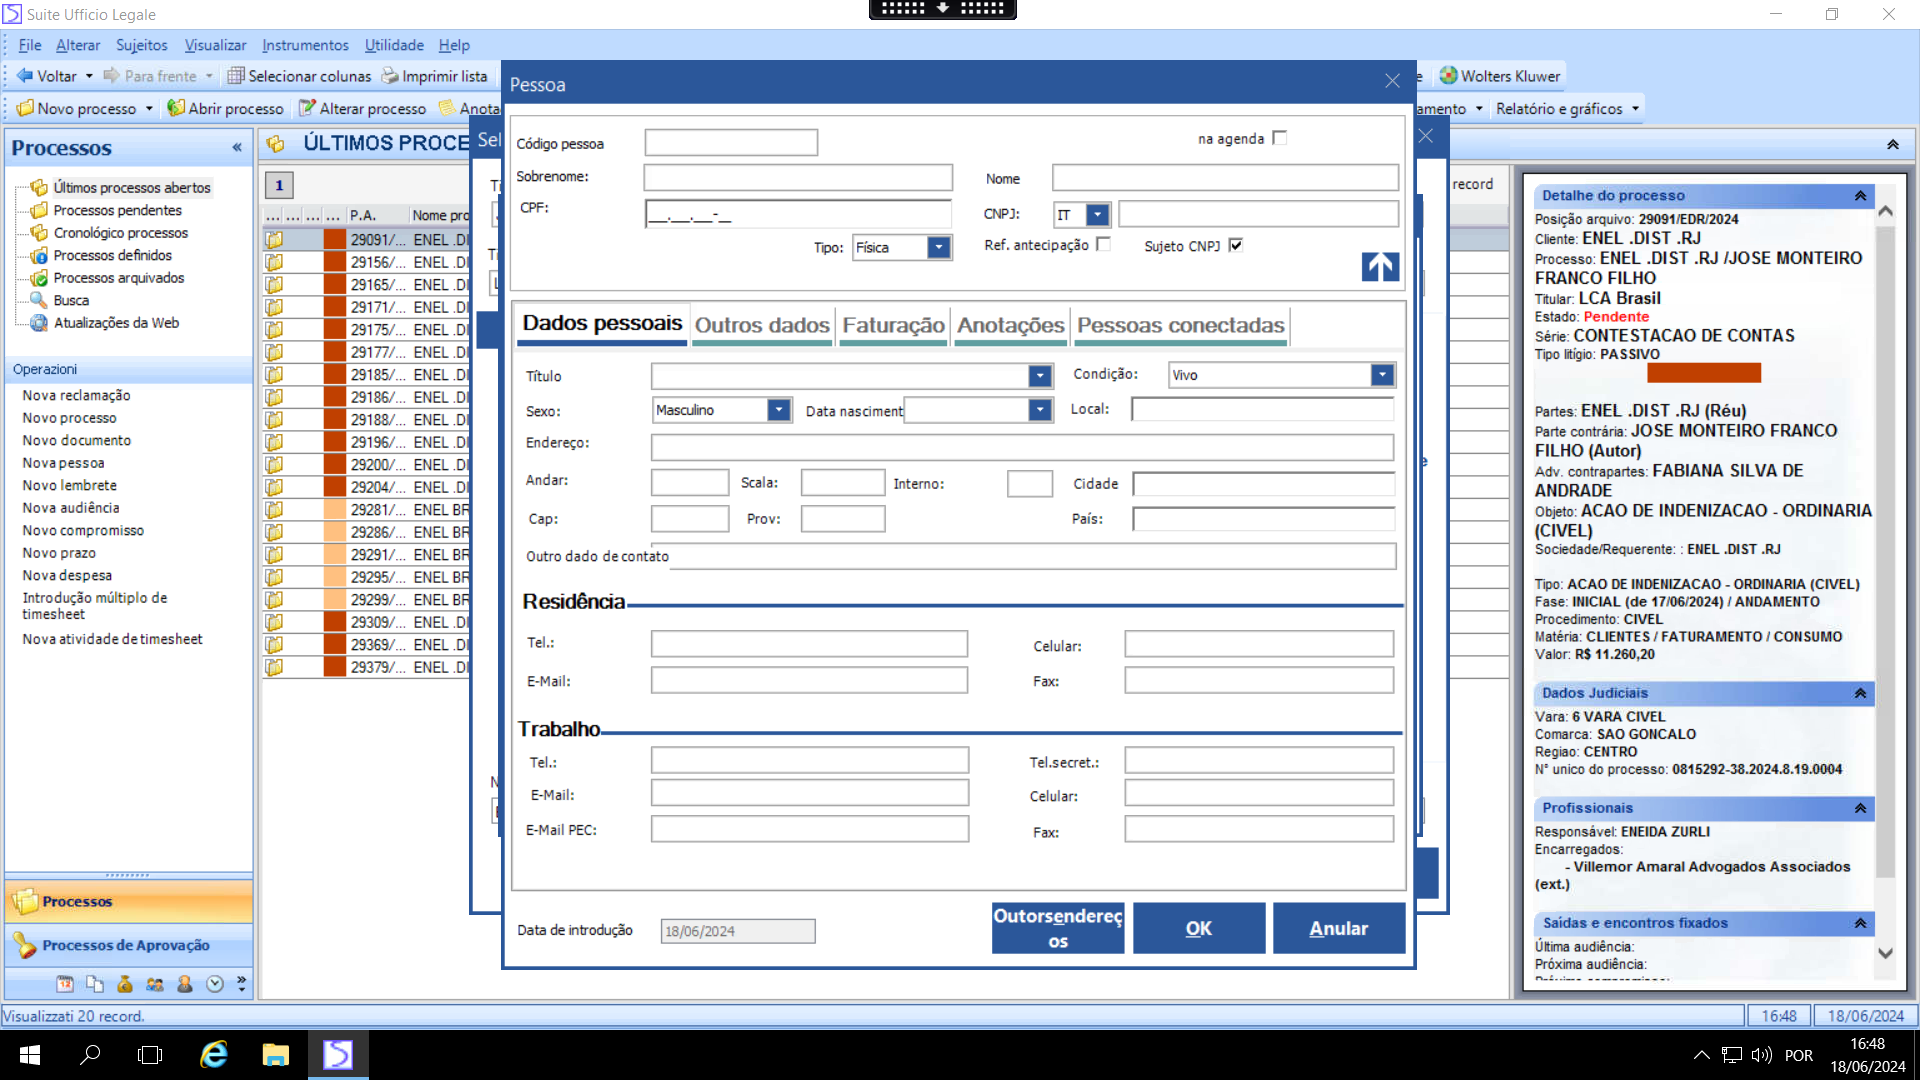 Suite Ufficio Legale
File Alterar Sujeitos Visualizar Instrumentos Utilidade Help
Voltar Para frente Selecionar colunas Imprimir lista
Wolters Kluwer
Novo processo Abrir processo Alterar processo
Relatório e gráficos
Processos «
Últimos processos abertos
Processos pendentes
Cronológico processos
Processos definidos
Processos arquivados
Busca
Atualizações da Web
Operazioni
Nova reclamação
Novo processo
Novo documento
Nova pessoa
Novo lembrete
Nova audiência
Novo compromisso
Novo prazo
Nova despesa
Introdução múltiplo de
timesheet
Nova atividade de timesheet
Processos
Processos de Aprovação
ÚLTIMOS PROCE
1
record
... ... ... ... P.A. Nome pro
29091/... ENEL .DI
29156/... ENEL .DI
29165/... ENEL .DI
29171/... ENEL .DI
29175/... ENEL .DI
29177/... ENEL .DI
29185/... ENEL .DI
29186/... ENEL .DI
29188/... ENEL .DI
29196/... ENEL .DI
29200/... ENEL .DI
29204/... ENEL .DI
29281/... ENEL BR
29286/... ENEL BR
29291/... ENEL BR
29295/... ENEL BR
29299/... ENEL BR
29309/... ENEL .DI
29369/... ENEL .DI
29379/... ENEL .DI
Sel
Pessoa
Código pessoa na agenda
Sobrenome: Nome
CPF: __.__.__-__ CNPJ: IT
Tipo: Física Ref. antecipação Sujeto CNPJ
Dados pessoais Outros dados Faturação Anotações Pessoas conectadas
Título Condição: Vivo
Sexo: Masculino Data nasciment Local:
Endereço:
Andar: Scala: Interno: Cidade
Cap: Prov: País:
Outro dado de contato
Residência
Tel.: Celular:
E-Mail: Fax:
Trabalho
Tel.: Tel.secret.:
E-Mail: Celular:
E-Mail PEC: Fax:
Data de introdução 18/06/2024
Outorsendereç
os
OK
Anular
Detalhe do processo
Posição arquivo: 29091/EDR/2024
Cliente: ENEL .DIST .RJ
Processo: ENEL .DIST .RJ /JOSE MONTEIRO
FRANCO FILHO
Titular: LCA Brasil
Estado: Pendente
Série: CONTESTACAO DE CONTAS
Tipo litígio: PASSIVO
Partes: ENEL .DIST .RJ (Réu)
Parte contrária: JOSE MONTEIRO FRANCO
FILHO (Autor)
Adv. contrapartes: FABIANA SILVA DE
ANDRADE
Objeto: ACAO DE INDENIZACAO - ORDINARIA
(CIVEL)
Sociedade/Requerente: : ENEL .DIST .RJ
Tipo: ACAO DE INDENIZACAO - ORDINARIA (CIVEL)
Fase: INICIAL (de 17/06/2024) / ANDAMENTO
Procedimento: CIVEL
Matéria: CLIENTES / FATURAMENTO / CONSUMO
Valor: R$ 11.260,20
Dados Judiciais
Vara: 6 VARA CIVEL
Comarca: SAO GONCALO
Regiao: CENTRO
N° unico do processo: 0815292-38.2024.8.19.0004
Profissionais
Responsável: ENEIDA ZURLI
Encarregados:
- Villemor Amaral Advogados Associados
(ext.)
Saídas e encontros fixados
Última audiência:
Próxima audiência:
Visualizzati 20 record.
16:48 18/06/2024
POR
16:48
18/06/2024